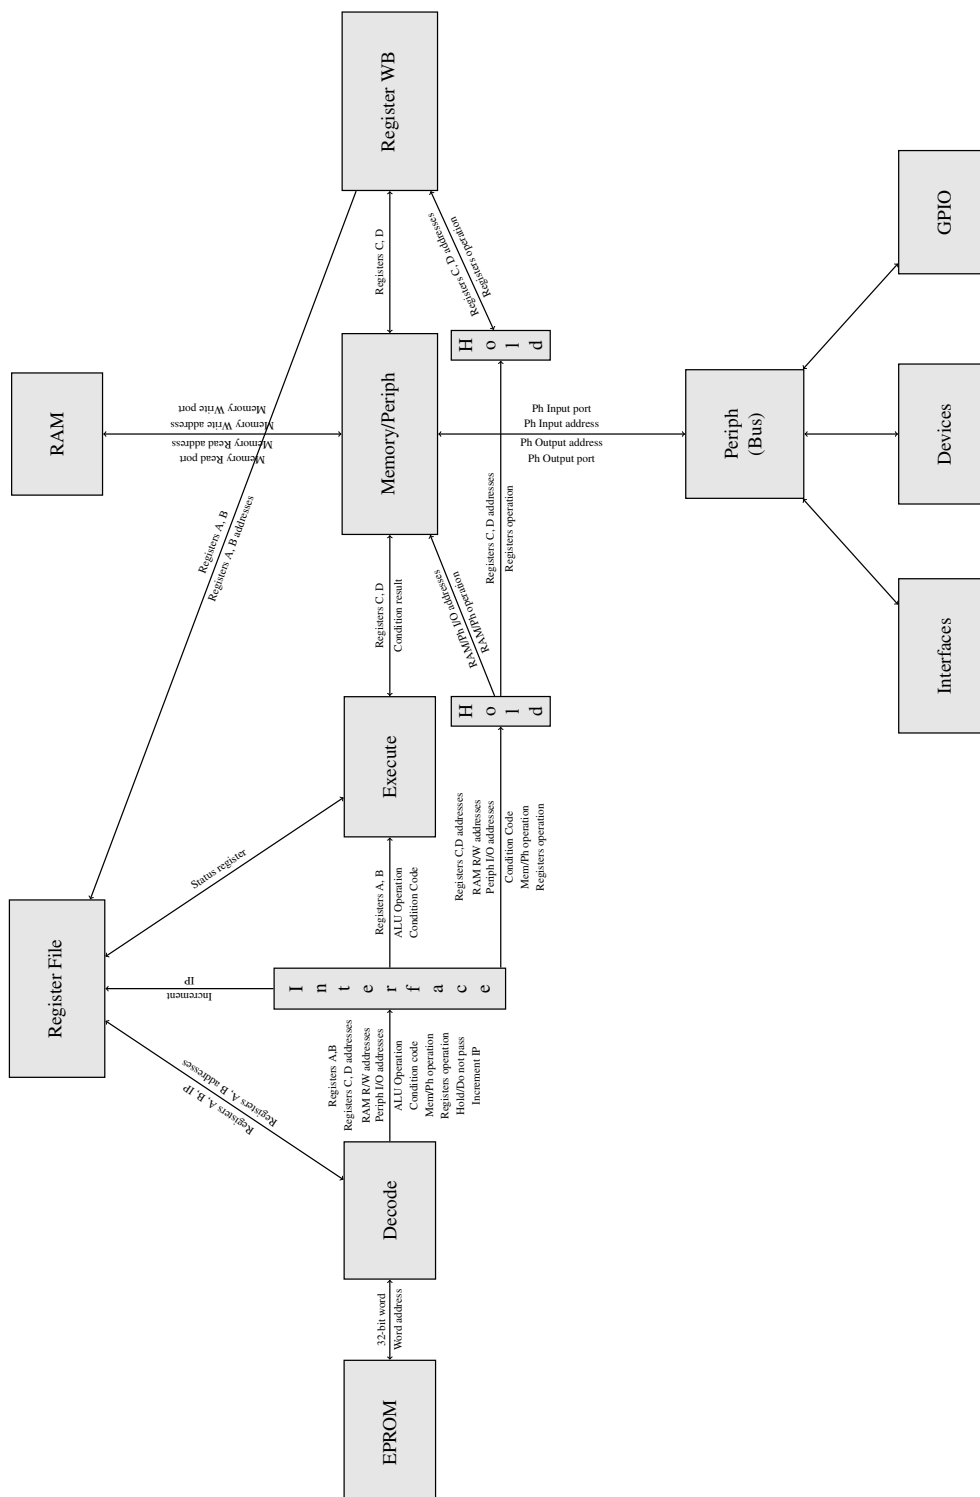 Register File
RAM
Increment
IP
Status register
Registers A, B, IP
Registers A, B addresses
Registers A, B
Registers A, B addresses
Memory Write port
Memory Write address
Memory Read address
Memory Read port
EPROM
32-bit word
Word address
Decode
Registers A,B
Registers C, D addresses
RAM R/W addresses
Periph I/O addresses
ALU Operation
Condition code
Mem/Ph operation
Registers operation
Hold/Do not pass
Increment IP
Interface
Registers A, B
ALU Operation
Condition Code
Execute
Registers C, D
Condition result
Memory/Periph
Registers C, D
Register WB
Registers C,D addresses
RAM R/W addresses
Periph I/O addresses
Condition Code
Mem/Ph operation
Registers operation
Hold
RAM/Ph I/O addresses
RAM/Ph operation
Registers C, D addresses
Registers operation
Hold
Registers C, D addresses
Registers operation
Ph Input port
Ph Input address
Ph Output address
Ph Output port
Periph
(Bus)
Interfaces
Devices
GPIO